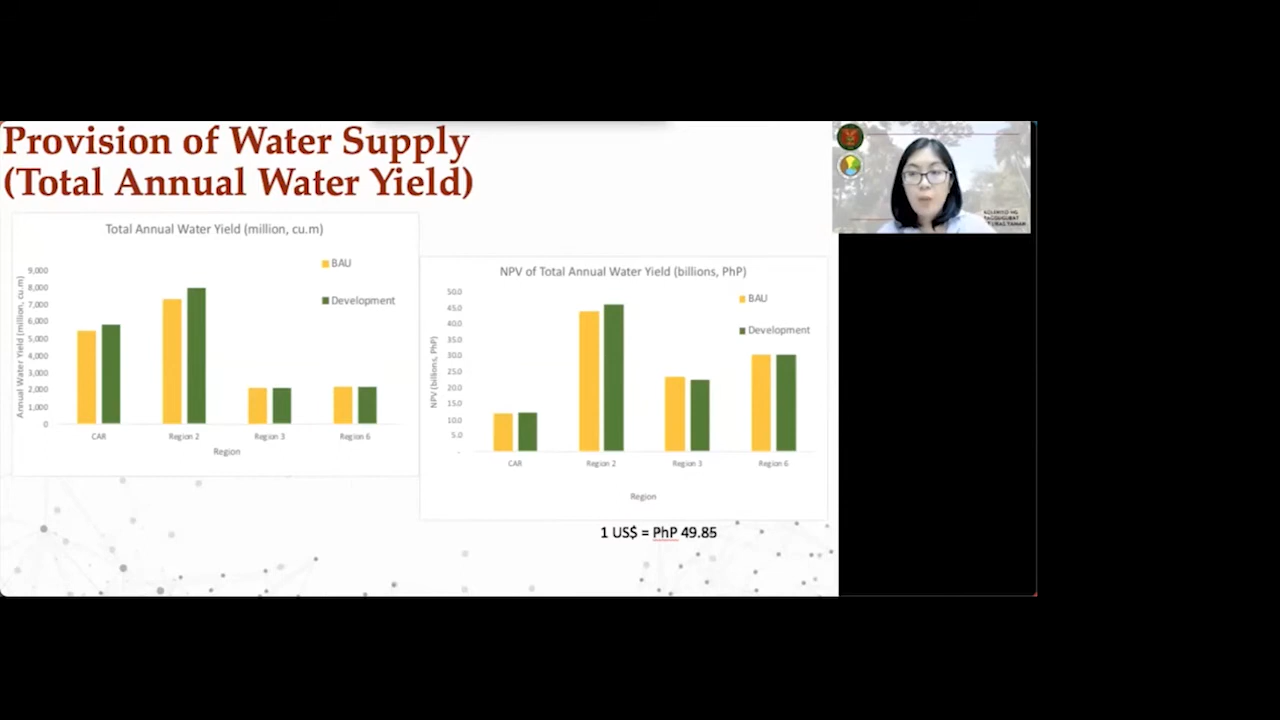 Provision of Water Supply
(Total Annual Water Yield)
Total Annual Water Yield (million, cu.m)
Annual Water Yield (million, cu.m)
9,000
8,000
7,000
6,000
5,000
4,000
3,000
2,000
1,000
0
BAU
Development
CAR
Region 2
Region 3
Region 6
Region
NPV of Total Annual Water Yield (billions, PhP)
NPV (billions, PhP)
50.0
45.0
40.0
35.0
30.0
25.0
20.0
15.0
10.0
5.0
-
BAU
Development
CAR
Region 2
Region 3
Region 6
Region
1 US$ = PhP 49.85